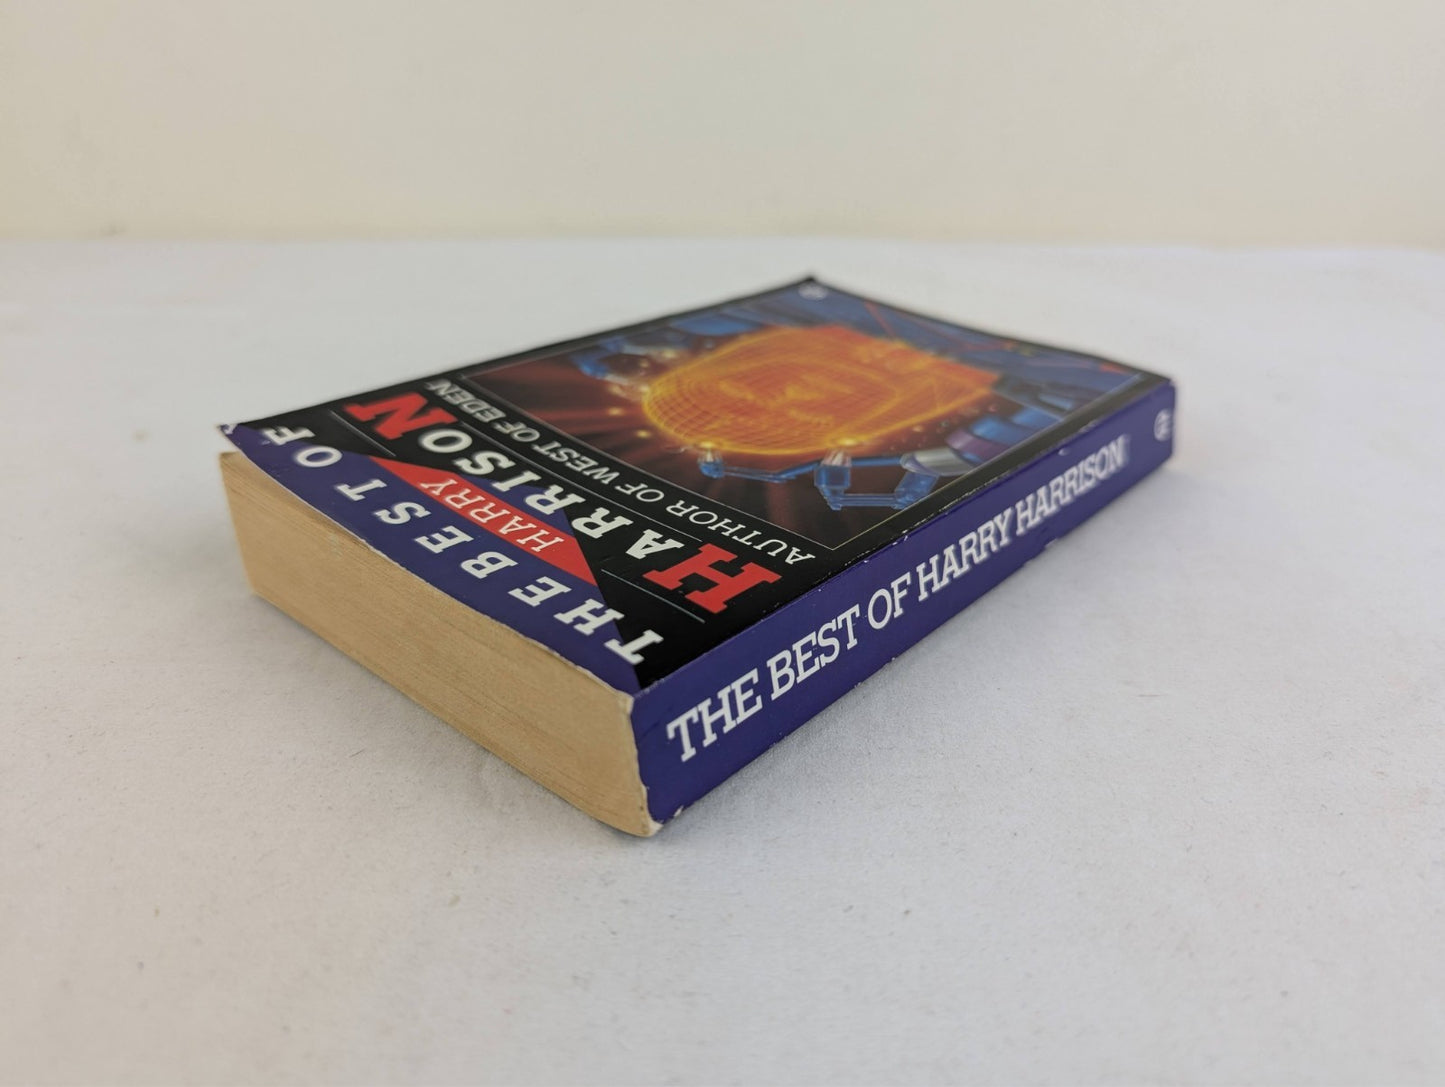 THE BEST OF
HARRY
HARRISON
AUTHOR OF WEST OF EDEN
THE BEST OF HARRY HARRISON